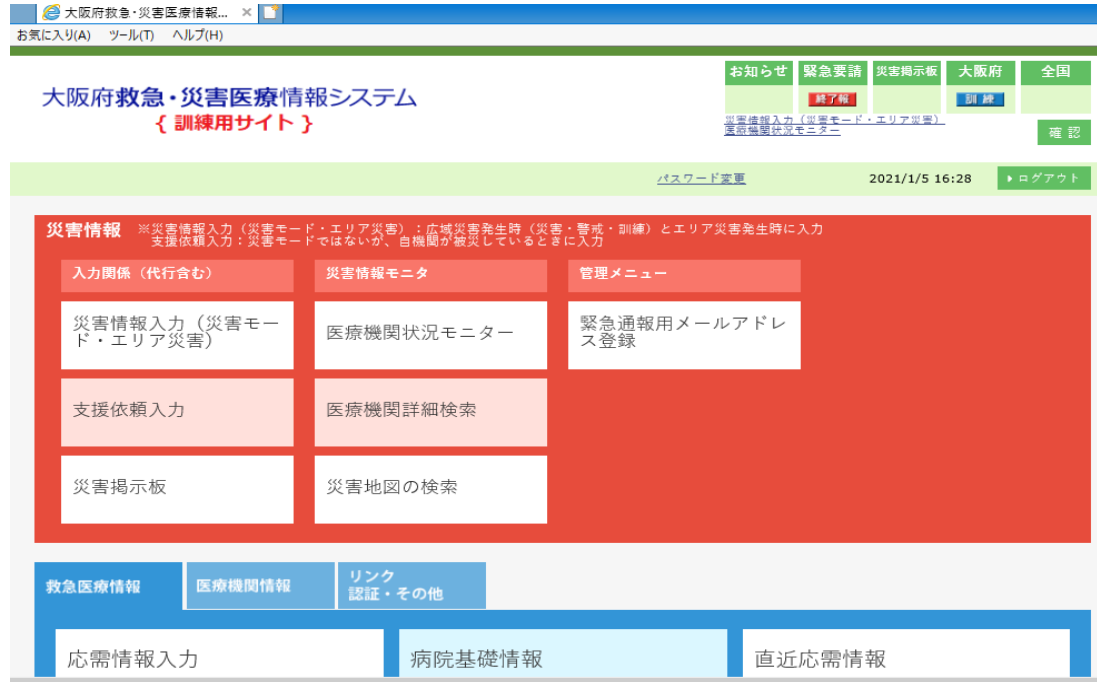 大阪府救急・災害医療情報... ×
お気に入り(A) ツール(T) ヘルプ(H)
お知らせ 緊急要請 災害掲示板 大阪府 全国
終了報 訓練
大阪府救急・災害医療情報システム
{ 訓練用サイト }
災害情報入力（災害モード・エリア災害）
医療機関状況モニター
確認
パスワード変更 2021/1/5 16:28 ログアウト
災害情報 ※災害情報入力（災害モード・エリア災害）：広域災害発生時（災害・警戒・訓練）とエリア災害発生時に入力
支援依頼入力：災害モードではないが、自機関が被災しているときに入力
入力関係（代行含む） 災害情報モニタ 管理メニュー
災害情報入力（災害モー
ド・エリア災害）
医療機関状況モニター
緊急通報用メールアドレ
ス登録
支援依頼入力 医療機関詳細検索
災害掲示板 災害地図の検索
救急医療情報 医療機関情報
リンク
認証・その他
応需情報入力 病院基礎情報 直近応需情報